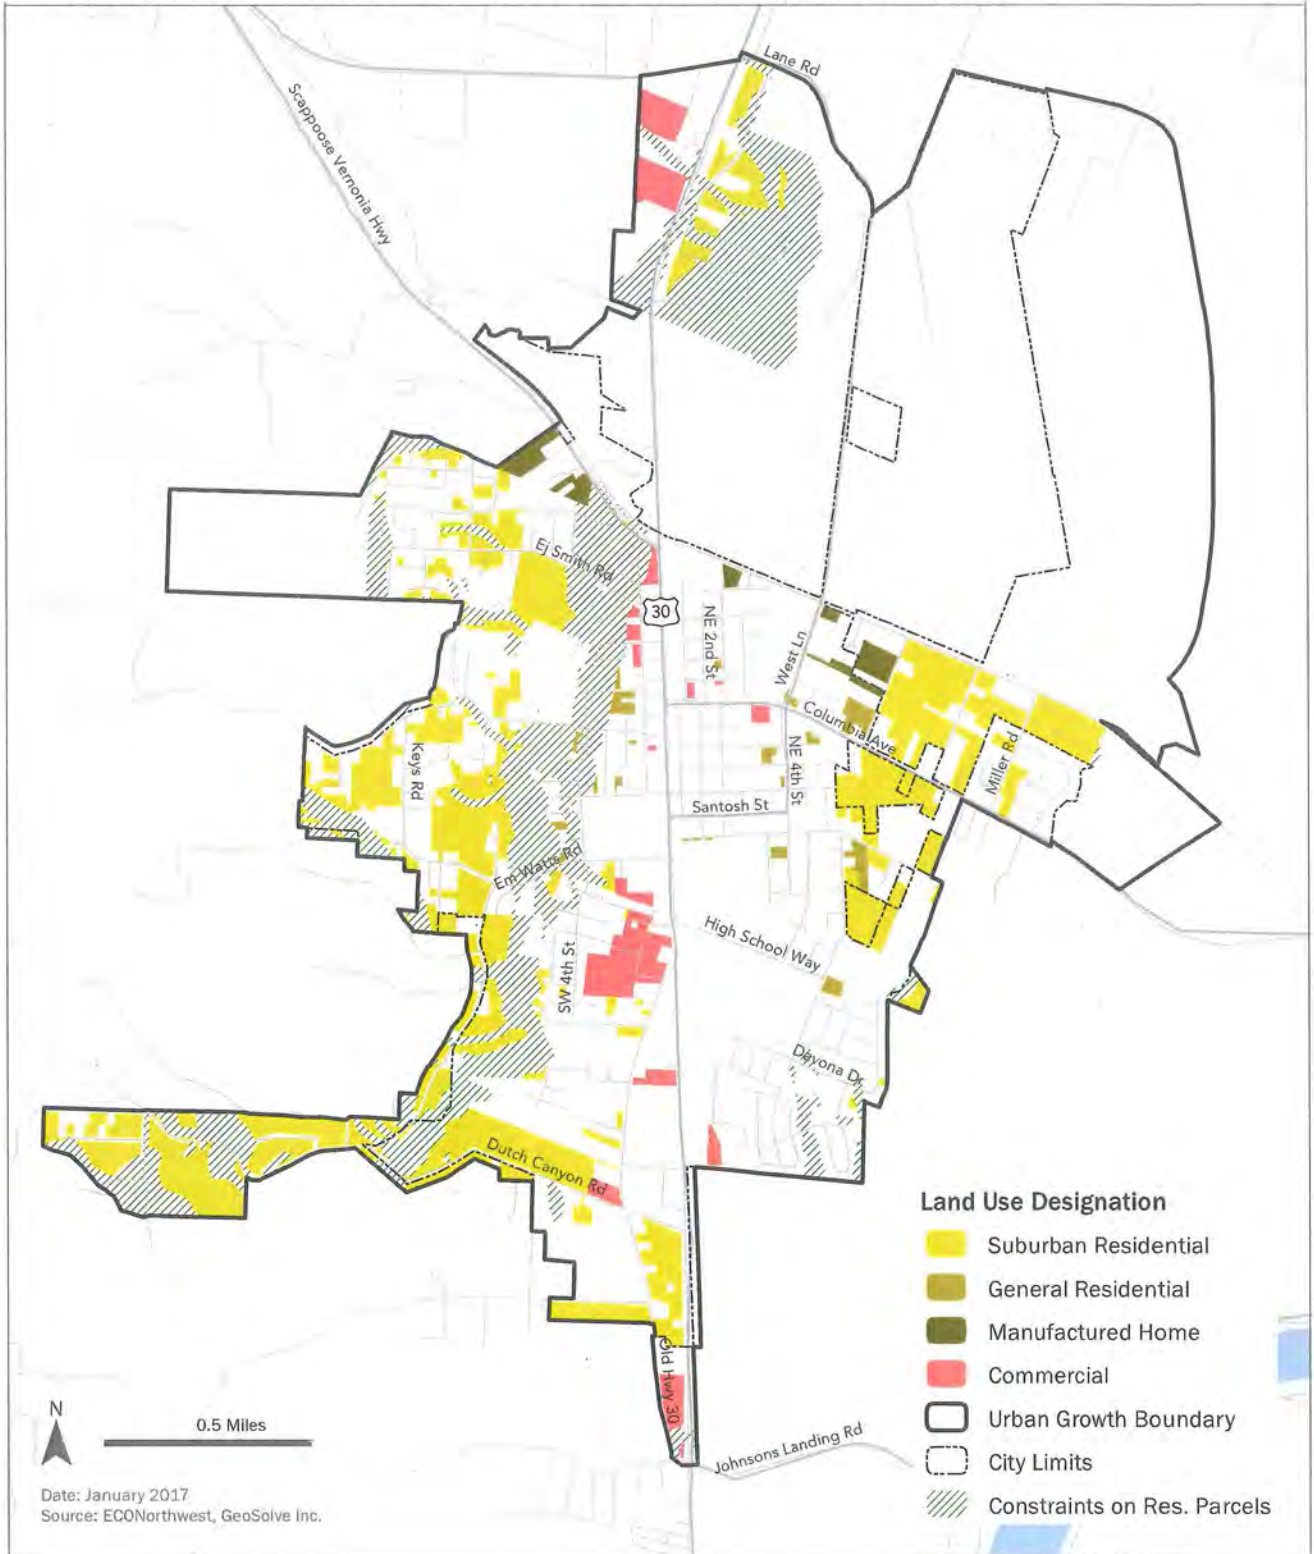 Lane Rd
Scappoose Vernonia Hwy
Ej Smith Rd
30
NE 2nd St
West Ln
Columbia Ave
Keys Rd
NE 4th St
Miller Rd
Santosh St
Em Watts Rd
High School Way
SW 4th St
Davona Dr
Dutch Canyon Rd
Old Hwy 30
Johnsons Landing Rd
Land Use Designation
Suburban Residential
General Residential
Manufactured Home
Commercial
Urban Growth Boundary
City Limits
Constraints on Res. Parcels
N
0.5 Miles
Date: January 2017
Source: ECONorthwest, GeoSolve Inc.